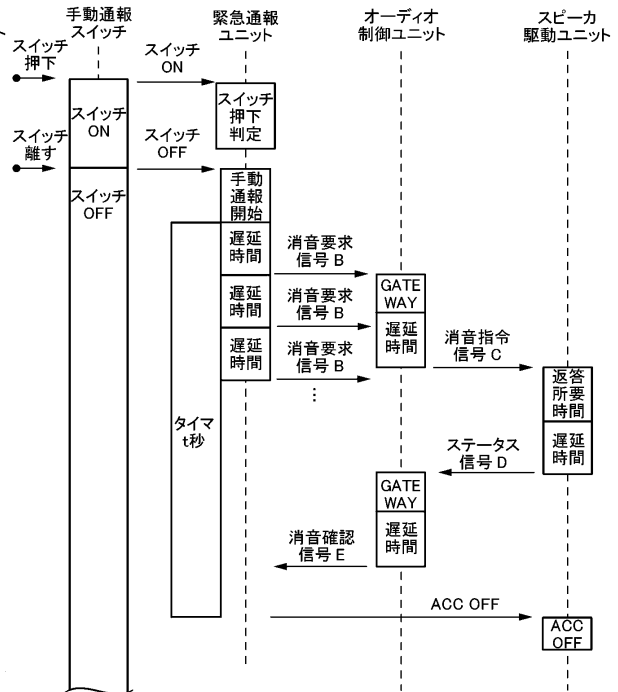 手動通報
スイッチ
緊急通報
ユニット
オーディオ
制御ユニット
スピーカ
駆動ユニット
スイッチ
押下
スイッチ
ON
スイッチ
ON
スイッチ
押下
判定
スイッチ
離す
スイッチ
OFF
スイッチ
OFF
手動
通報
開始
遅延
時間
消音要求
信号 B
GATE
WAY
遅延
時間
消音要求
信号 B
遅延
時間
消音指令
信号 C
遅延
時間
消音要求
信号 B
…
返答
所要
時間
タイマ
t秒
ステータス
信号 D
遅延
時間
GATE
WAY
遅延
時間
消音確認
信号 E
ACC OFF
ACC
OFF